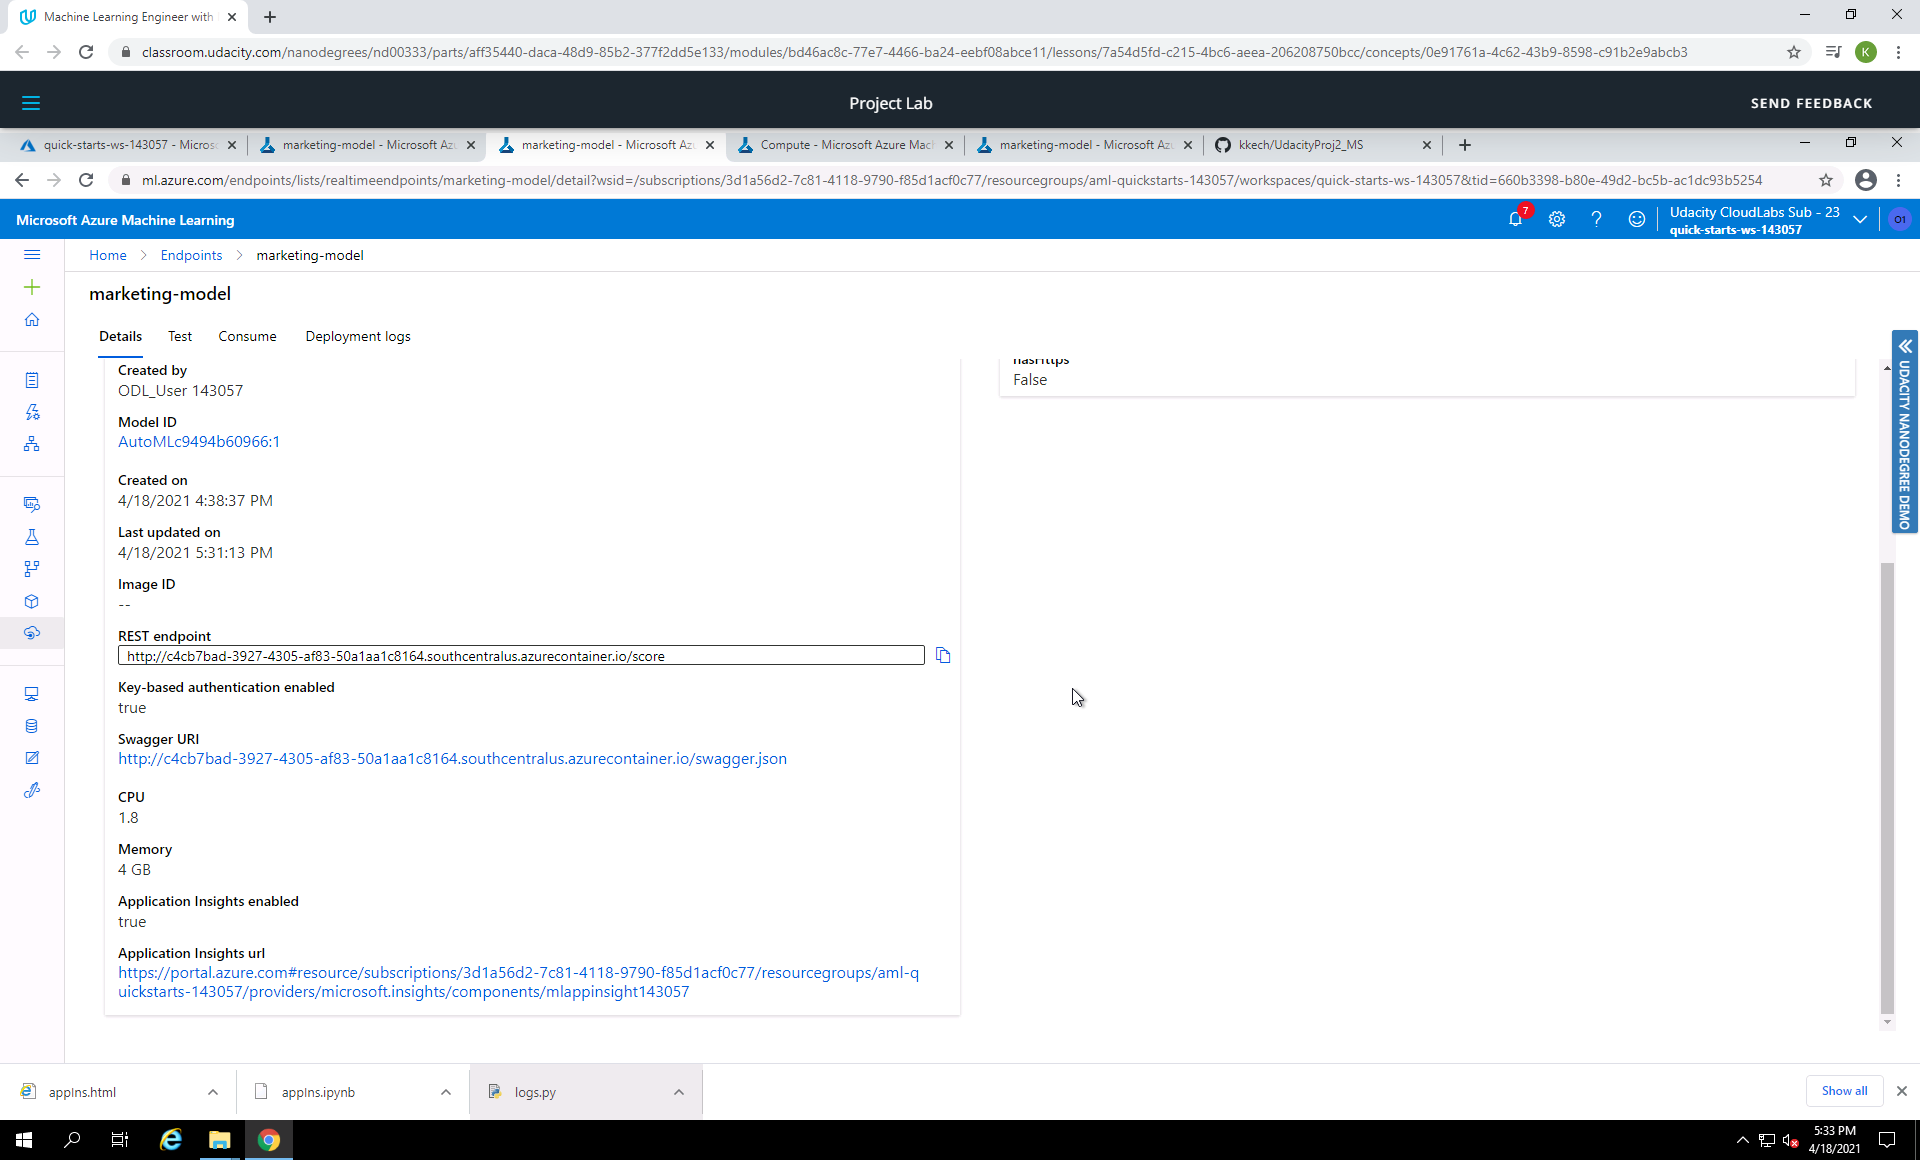 Machine Learning Engineer with
classroom.udacity.com/nanodegrees/nd00333/parts/aff35440-daca-48d9-85b2-377f2dd5e133/modules/bd46ac8c-77e7-4466-ba24-eebf08abce11/lessons/7a54d5fd-c215-4bc6-aeea-206208750bcc/concepts/0e91761a-4c62-43b9-8598-c91b2e9abcb3
K
Project Lab
SEND FEEDBACK
quick-starts-ws-143057 - Micros
marketing-model - Microsoft Az
marketing-model - Microsoft Az
Compute - Microsoft Azure Mac
marketing-model - Microsoft Az
kkech/UdacityProj2_MS
ml.azure.com/endpoints/lists/realtimeendpoints/marketing-model/detail?wsid=/subscriptions/3d1a56d2-7c81-4118-9790-f85d1acf0c77/resourcegroups/aml-quickstarts-143057/workspaces/quick-starts-ws-143057&tid=660b3398-b80e-49d2-bc5b-ac1dc93b5254
Microsoft Azure Machine Learning
7
?
Udacity CloudLabs Sub - 23
quick-starts-ws-143057
O1
Home
Endpoints
marketing-model
marketing-model
Details
Test
Consume
Deployment logs
Created by
ODL_User 143057
Model ID
AutoMLc9494b60966:1
Created on
4/18/2021 4:38:37 PM
Last updated on
4/18/2021 5:31:13 PM
Image ID
--
REST endpoint
http://c4cb7bad-3927-4305-af83-50a1aa1c8164.southcentralus.azurecontainer.io/score
Key-based authentication enabled
true
Swagger URI
http://c4cb7bad-3927-4305-af83-50a1aa1c8164.southcentralus.azurecontainer.io/swagger.json
CPU
1.8
Memory
4 GB
Application Insights enabled
true
Application Insights url
https://portal.azure.com#resource/subscriptions/3d1a56d2-7c81-4118-9790-f85d1acf0c77/resourcegroups/aml-q
uickstarts-143057/providers/microsoft.insights/components/mlappinsight143057
hasHttps
False
UDACITY NANODEGREE DEMO
appIns.html
appIns.ipynb
logs.py
Show all
5:33 PM
4/18/2021